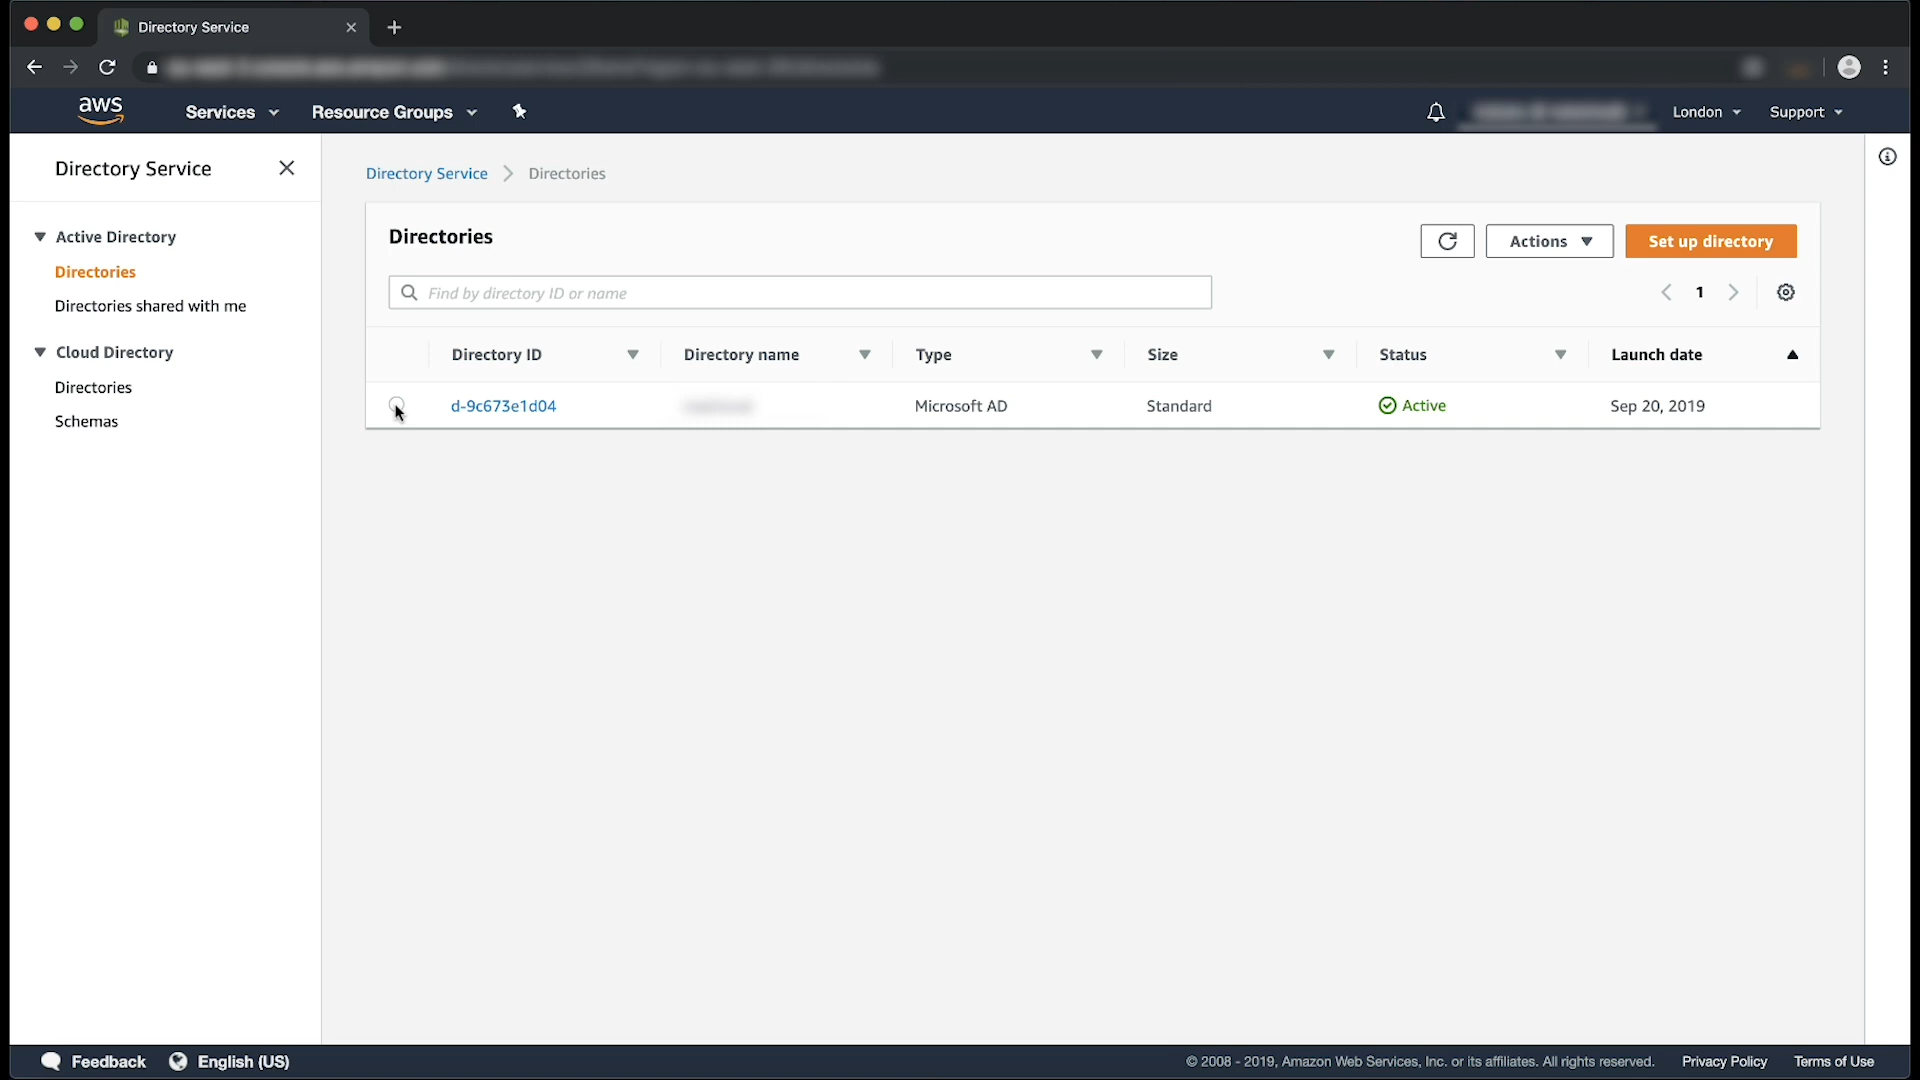 Directory Service
aws
Services
Resource Groups
London
Support
Directory Service
Active Directory
Directories
Directories shared with me
Cloud Directory
Directories
Schemas
Directory Service > Directories
Directories
Actions
Set up directory
Find by directory ID or name
1
Directory ID Directory name Type Size Status Launch date
d-9c673e1d04 Microsoft AD Standard Active Sep 20, 2019
Feedback English (US) © 2008 - 2019, Amazon Web Services, Inc. or its affiliates. All rights reserved. Privacy Policy Terms of Use